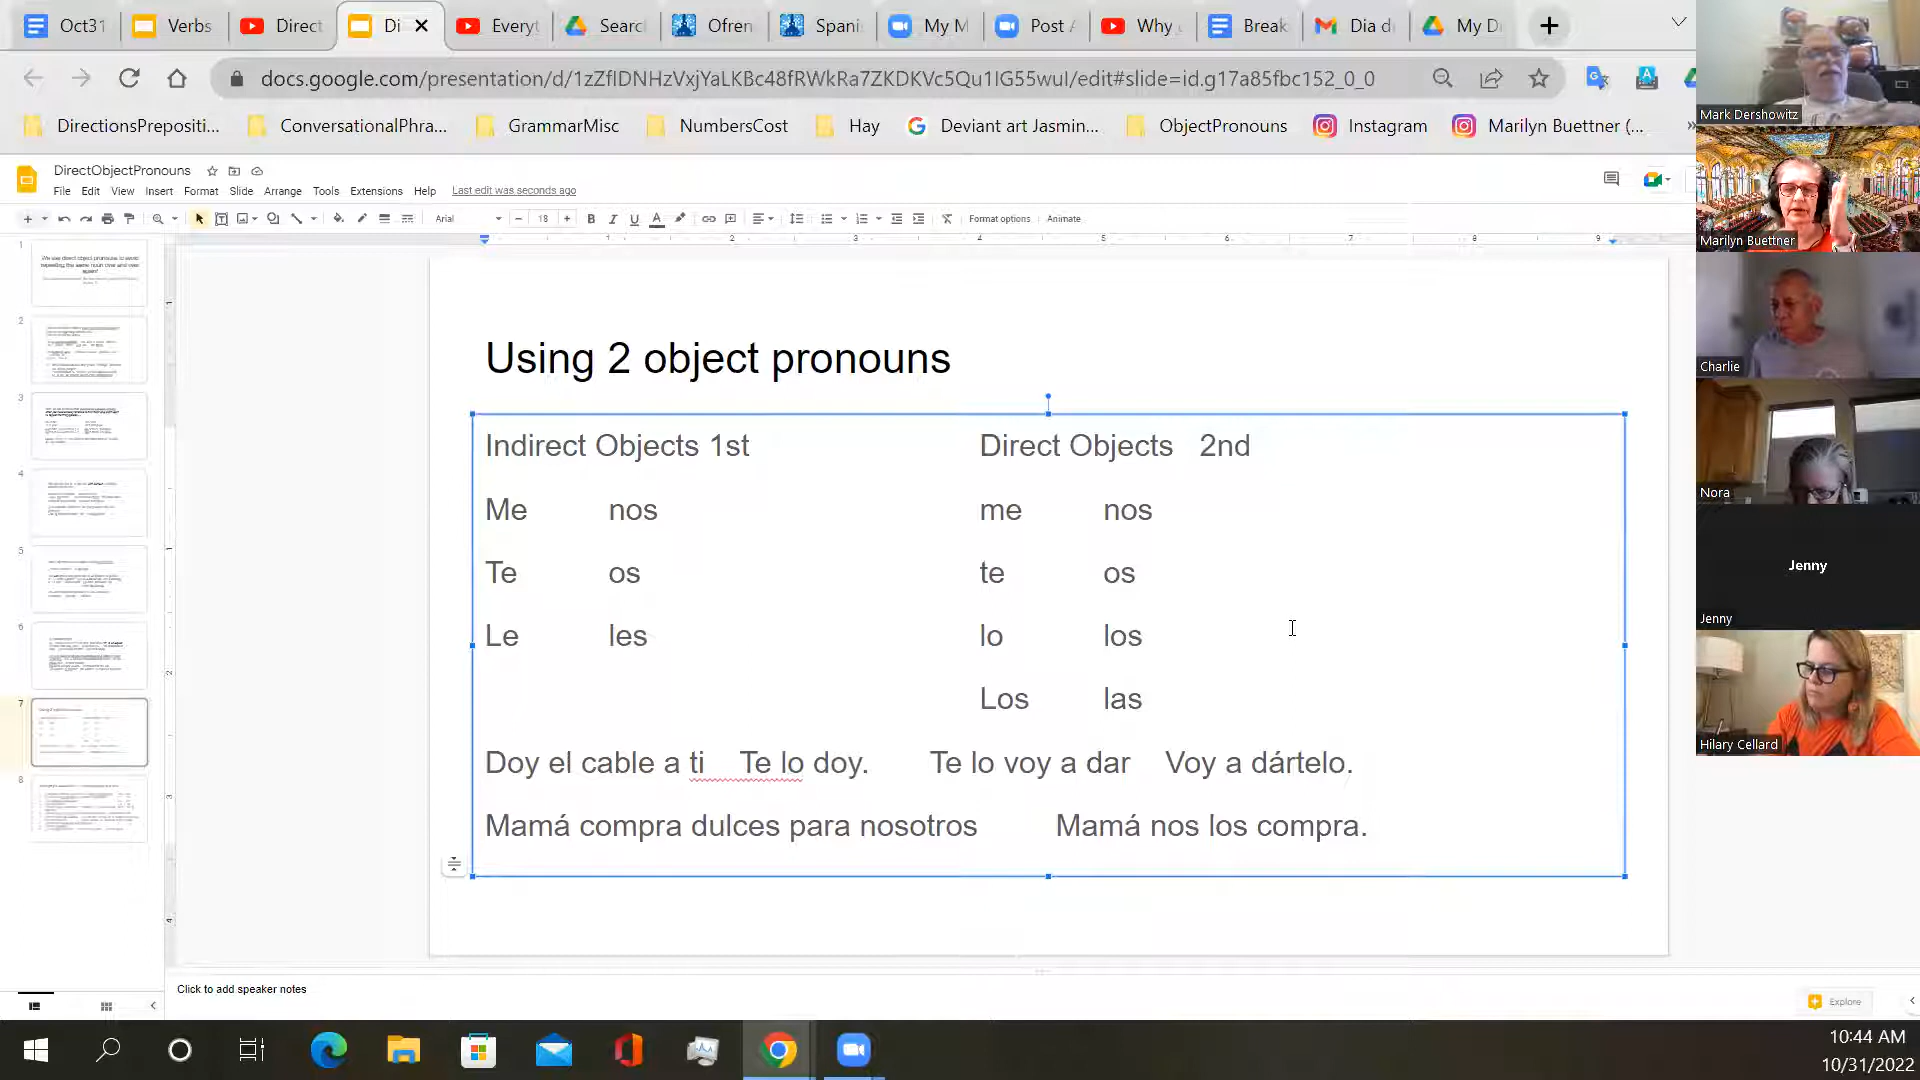 Oct31
Verbs
Direct
Di
Everyt
Searc
Ofren
Spani
My M
Post A
Why
Break
Dia d
My D
docs.google.com/presentation/d/1zZflDNHzVxjYaLKBc48fRWkRa7ZKDKVc5Qu1IG55wuI/edit#slide=id.g17a85fbc152_0_0
DirectionsPrepositi...
ConversationalPhra...
GrammarMisc
NumbersCost
Hay
Deviant art Jasmin...
ObjectPronouns
Instagram
Marilyn Buettner (...
DirectObjectPronouns
File Edit View Insert Format Slide Arrange Tools Extensions Help Last edit was seconds ago
Arial
18
Format options
Animate
Using 2 object pronouns
Indirect Objects 1st Direct Objects 2nd
Me nos me nos
Te os te os
Le les lo los
Los las
Doy el cable a ti Te lo doy. Te lo voy a dar Voy a dártelo.
Mamá compra dulces para nosotros Mamá nos los compra.
Click to add speaker notes
Explore
Mark Dershowitz
Marilyn Buettner
Charlie
Nora
Jenny
Jenny
Hilary Cellard
10:44 AM
10/31/2022